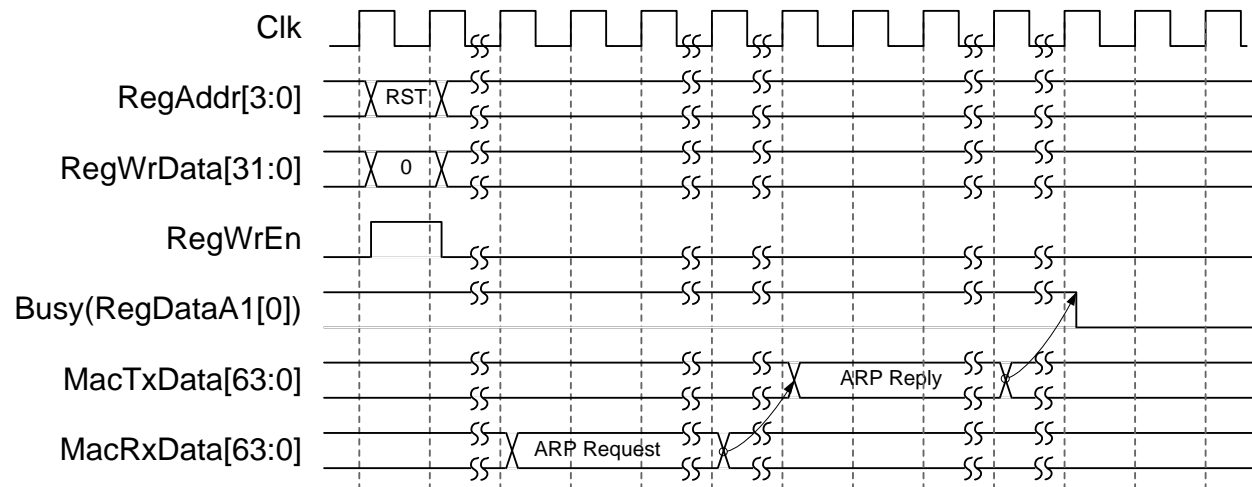 Clk
RegAddr[3:0]
RST
RegWrData[31:0]
0
RegWrEn
Busy(RegDataA1[0])
MacTxData[63:0]
ARP Reply
MacRxData[63:0]
ARP Request